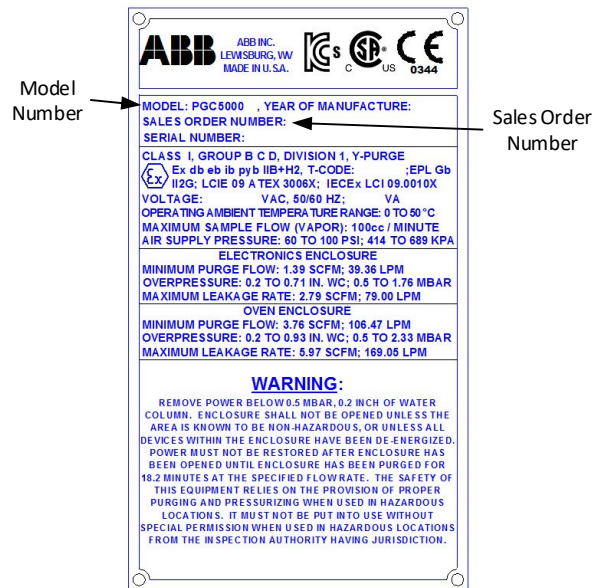 ABB
ABB INC.
LEWISBURG, WV
MADE IN U.S.A.
KC s
C SA ® C US
CE
0344
Model
Number
MODEL: PGC5000 , YEAR OF MANUFACTURE:
SALES ORDER NUMBER:
SERIAL NUMBER:
Sales Order
Number
CLASS I, GROUP B C D, DIVISION 1, Y-PURGE
Ex Ex db eb ib pyb IIB+H2, T-CODE: ;EPL Gb
II2G; LCIE 09 ATEX 3006X; IECEx LCI 09.0010X
VOLTAGE: VAC, 50/60 HZ; VA
OPERATING AMBIENT TEMPERATURE RANGE: 0 TO 50°C
MAXIMUM SAMPLE FLOW (VAPOR): 100cc / MINUTE
AIR SUPPLY PRESSURE: 60 TO 100 PSI; 414 TO 689 KPA
ELECTRONICS ENCLOSURE
MINIMUM PURGE FLOW: 1.39 SCFM; 39.36 LPM
OVERPRESSURE: 0.2 TO 0.71 IN. WC; 0.5 TO 1.76 MBAR
MAXIMUM LEAKAGE RATE: 2.79 SCFM; 79.00 LPM
OVEN ENCLOSURE
MINIMUM PURGE FLOW: 3.76 SCFM; 106.47 LPM
OVERPRESSURE: 0.2 TO 0.93 IN. WC; 0.5 TO 2.33 MBAR
MAXIMUM LEAKAGE RATE: 5.97 SCFM; 169.05 LPM
WARNING:
REMOVE POWER BELOW 0.5 MBAR, 0.2 INCH OF WATER
COLUMN. ENCLOSURE SHALL NOT BE OPENED UNLESS THE
AREA IS KNOWN TO BE NON-HAZARDOUS, OR UNLESS ALL
DEVICES WITHIN THE ENCLOSURE HAVE BEEN DE-ENERGIZED.
POWER MUST NOT BE RESTORED AFTER ENCLOSURE HAS
BEEN OPENED UNTIL ENCLOSURE HAS BEEN PURGED FOR
18.2 MINUTES AT THE SPECIFIED FLOW RATE. THE SAFETY OF
THIS EQUIPMENT RELIES ON THE PROVISION OF PROPER
PURGING AND PRESSURIZING WHEN USED IN HAZARDOUS
LOCATIONS. IT MUST NOT BE PUT INTO USE WITHOUT
SPECIAL PERMISSION WHEN USED IN HAZARDOUS LOCATIONS
FROM THE INSPECTION AUTHORITY HAVING JURISDICTION.